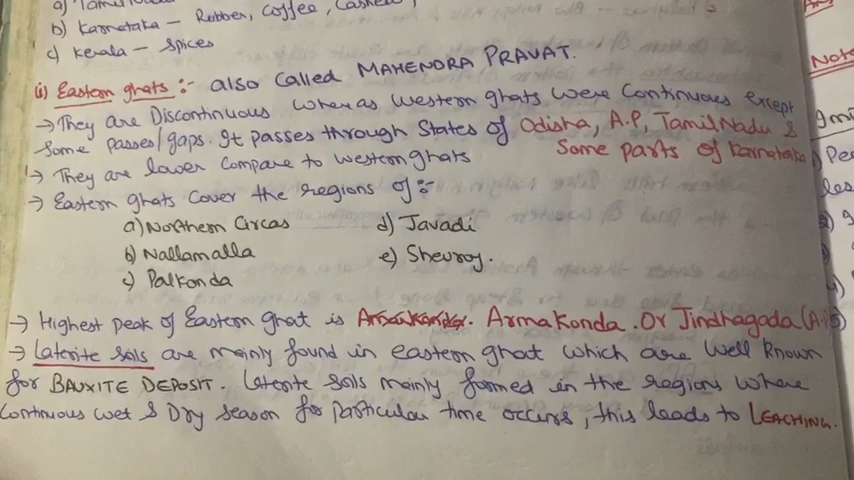 a) Tamil
b) Karnataka - Rubber, Coffee, Cashew,
c) Kerala - Spices
(ii) Eastern ghats :- also Called MAHENDRA PRAVAT.
→ They are Discontinuous Whereas Western ghats were Continuous except
Some passes/gaps. It passes through States of Odisha, A.P, TamilNadu &
Some parts of Karnataka
→ They are lower Compare to western ghats
→ Eastern ghats Cover the regions of :-
a) Northern Circas d) Javadi
b) Nallamalla e) Shevroy.
c) Palkonda
→ Highest peak of Eastern ghat is Armakonda. Or Jindhagada (A.P)
→ Laterite Soils are mainly found in eastern ghat which are well known
for BAUXITE DEPOSIT. Laterite Soils mainly formed in the regions where
Continuous wet & Dry season for Particular time occurs, this leads to LEACHING.
Note